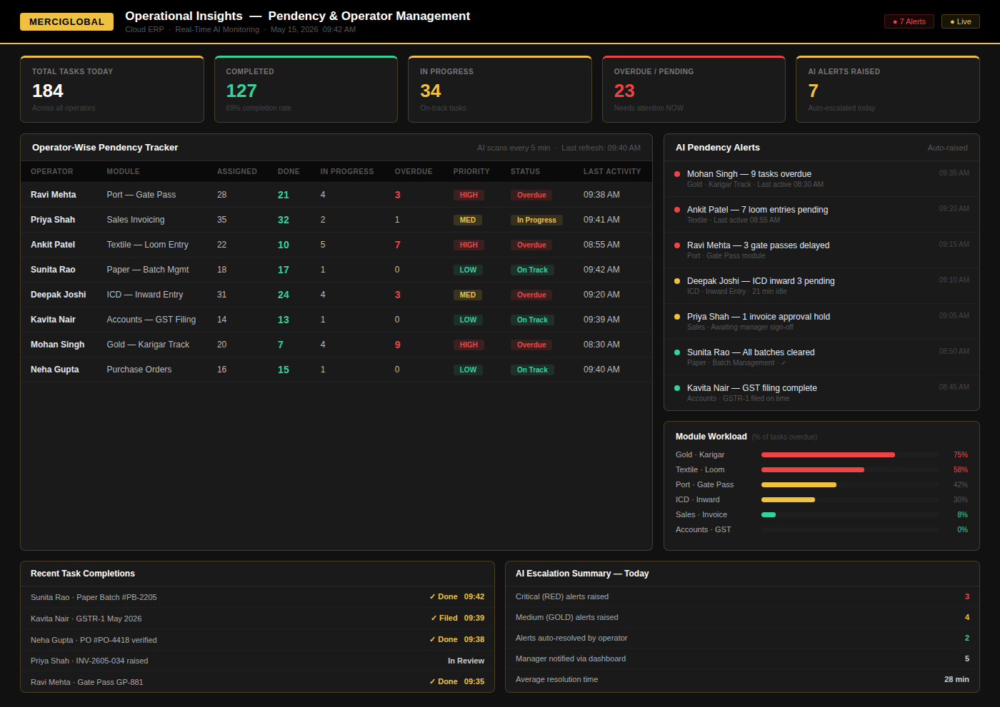 MERCIGLOBAL
Operational Insights — Pendency & Operator Management
Cloud ERP · Real-Time AI Monitoring · May 15, 2026 09:42 AM
● 7 Alerts
● Live
TOTAL TASKS TODAY
184
Across all operators
COMPLETED
127
69% completion rate
IN PROGRESS
34
On-track tasks
OVERDUE / PENDING
23
Needs attention NOW
AI ALERTS RAISED
7
Auto-escalated today
Operator-Wise Pendency Tracker
AI scans every 5 min · Last refresh: 09:40 AM
OPERATOR MODULE ASSIGNED DONE IN PROGRESS OVERDUE PRIORITY STATUS LAST ACTIVITY
Ravi Mehta Port — Gate Pass 28 21 4 3 HIGH Overdue 09:38 AM
Priya Shah Sales Invoicing 35 32 2 1 MED In Progress 09:41 AM
Ankit Patel Textile — Loom Entry 22 10 5 7 HIGH Overdue 08:55 AM
Sunita Rao Paper — Batch Mgmt 18 17 1 0 LOW On Track 09:42 AM
Deepak Joshi ICD — Inward Entry 31 24 4 3 MED Overdue 09:20 AM
Kavita Nair Accounts — GST Filing 14 13 1 0 LOW On Track 09:39 AM
Mohan Singh Gold — Karigar Track 20 7 4 9 HIGH Overdue 08:30 AM
Neha Gupta Purchase Orders 16 15 1 0 LOW On Track 09:40 AM
AI Pendency Alerts
Auto-raised
Mohan Singh — 9 tasks overdue 09:35 AM
Gold · Karigar Track · Last active 08:30 AM
Ankit Patel — 7 loom entries pending 09:20 AM
Textile · Last active 08:55 AM
Ravi Mehta — 3 gate passes delayed 09:15 AM
Port · Gate Pass module
Deepak Joshi — ICD inward 3 pending 09:10 AM
ICD · Inward Entry · 21 min idle
Priya Shah — 1 invoice approval hold 09:05 AM
Sales · Awaiting manager sign-off
Sunita Rao — All batches cleared 08:50 AM
Paper · Batch Management · ✓
Kavita Nair — GST filing complete 08:45 AM
Accounts · GSTR-1 filed on time
Module Workload (% of tasks overdue)
Gold · Karigar 75%
Textile · Loom 58%
Port · Gate Pass 42%
ICD · Inward 30%
Sales · Invoice 8%
Accounts · GST 0%
Recent Task Completions
Sunita Rao · Paper Batch #PB-2205 ✓ Done 09:42
Kavita Nair · GSTR-1 May 2026 ✓ Filed 09:39
Neha Gupta · PO #PO-4418 verified ✓ Done 09:38
Priya Shah · INV-2605-034 raised In Review
Ravi Mehta · Gate Pass GP-881 ✓ Done 09:35
AI Escalation Summary — Today
Critical (RED) alerts raised 3
Medium (GOLD) alerts raised 4
Alerts auto-resolved by operator 2
Manager notified via dashboard 5
Average resolution time 28 min